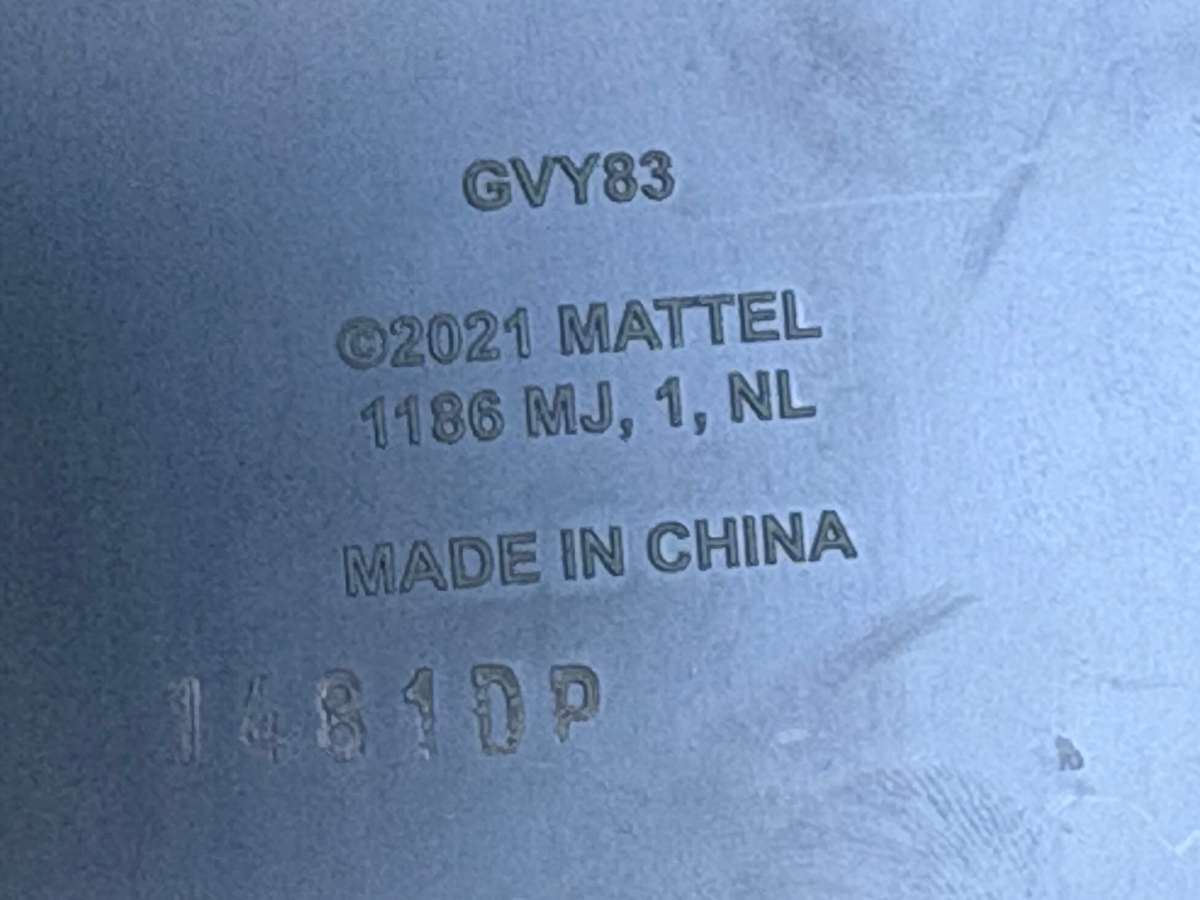 GVY83
©2021 MATTEL
1186 MJ, 1, NL
MADE IN CHINA
1481DP